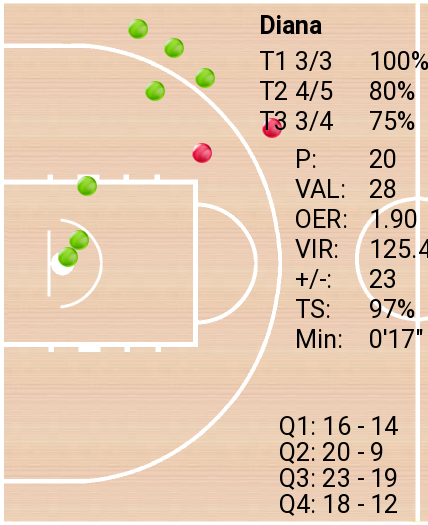 Diana
T1 3/3 100%
T2 4/5 80%
T3 3/4 75%
P: 20
VAL: 28
OER: 1.90
VIR: 125.4
+/-: 23
TS: 97%
Min: 0'17"
Q1: 16 - 14
Q2: 20 - 9
Q3: 23 - 19
Q4: 18 - 12